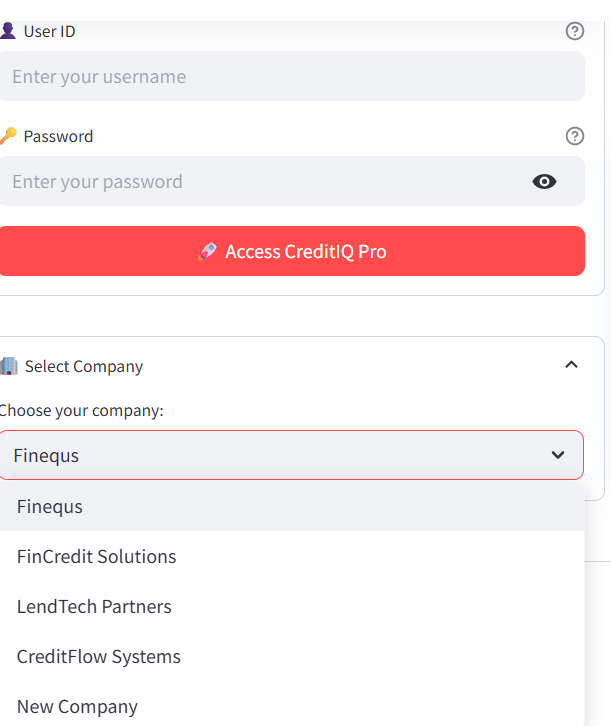 User ID
Enter your username
Password
Enter your password
Access CreditIQ Pro
Select Company
Choose your company:
Finequs
Finequs
FinCredit Solutions
LendTech Partners
CreditFlow Systems
New Company